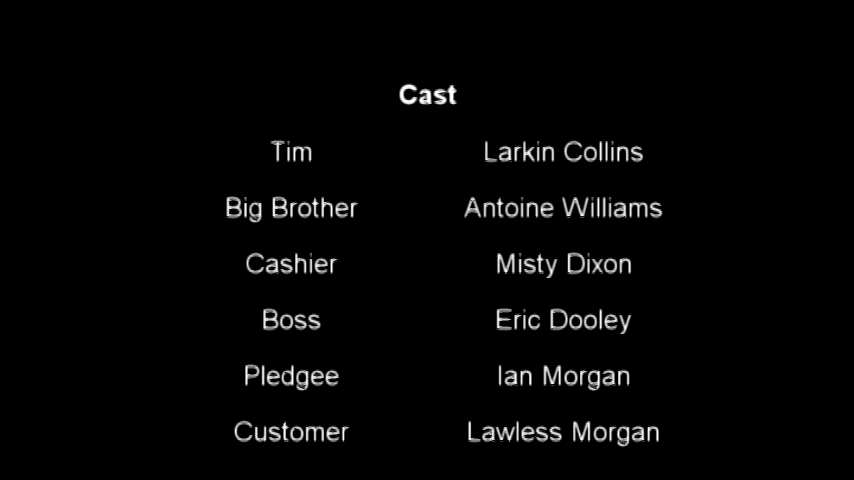 Cast
Tim Larkin Collins
Big Brother Antoine Williams
Cashier Misty Dixon
Boss Eric Dooley
Pledgee Ian Morgan
Customer Lawless Morgan